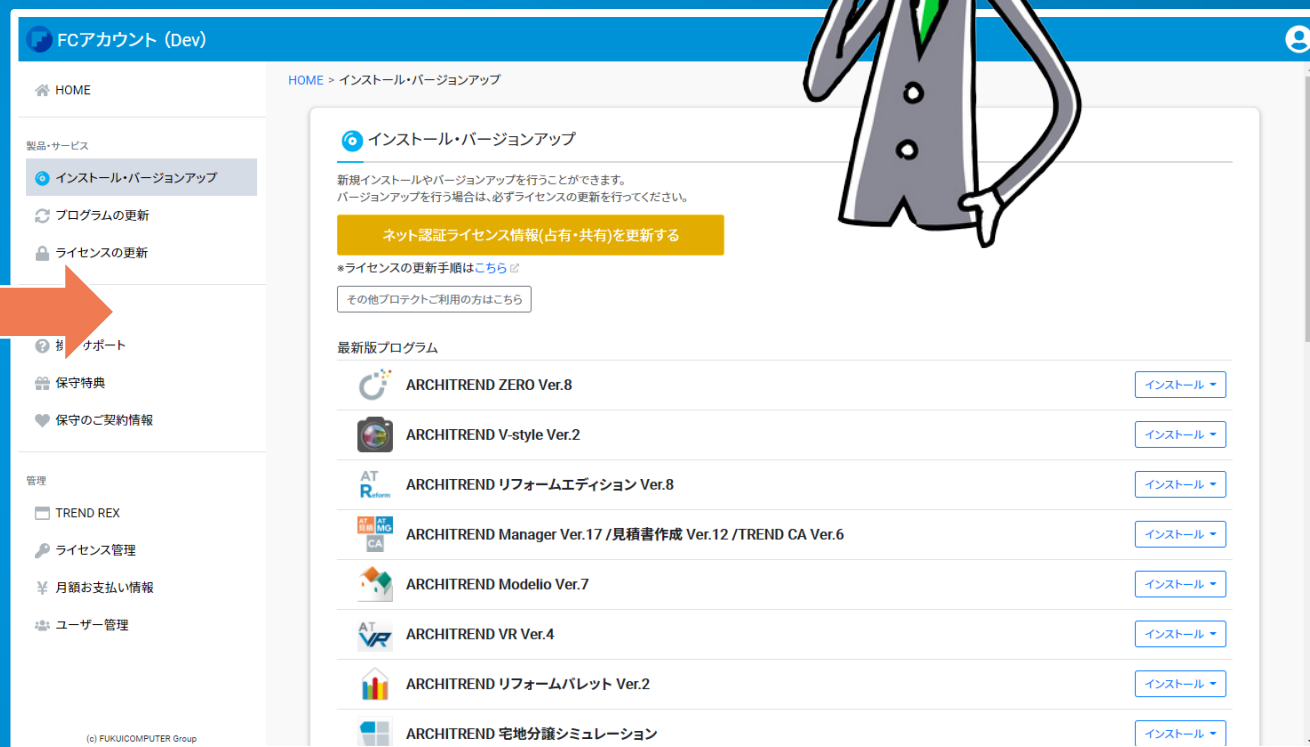 FCアカウント (Dev)
HOME
製品・サービス
インストール・バージョンアップ
プログラムの更新
ライセンスの更新
サポート
保守特典
保守のご契約情報
管理
TREND REX
ライセンス管理
月額お支払い情報
ユーザー管理
(c) FUKUICOMPUTER Group
HOME > インストール・バージョンアップ
インストール・バージョンアップ
新規インストールやバージョンアップを行うことができます。
バージョンアップを行う場合は、必ずライセンスの更新を行ってください。
ネット認証ライセンス情報(占有・共有)を更新する
※ライセンスの更新手順はこちら
その他プロテクトご利用の方はこちら
最新版プログラム
ARCHITREND ZERO Ver.8 インストール
ARCHITREND V-style Ver.2 インストール
AT Reform ARCHITREND リフォームエディション Ver.8 インストール
AT見積 AT MG CA ARCHITREND Manager Ver.17 /見積書作成 Ver.12 /TREND CA Ver.6 インストール
ARCHITREND Modelio Ver.7 インストール
AT VR ARCHITREND VR Ver.4 インストール
ARCHITREND リフォームパレット Ver.2 インストール
ARCHITREND 宅地分譲シミュレーション インストール